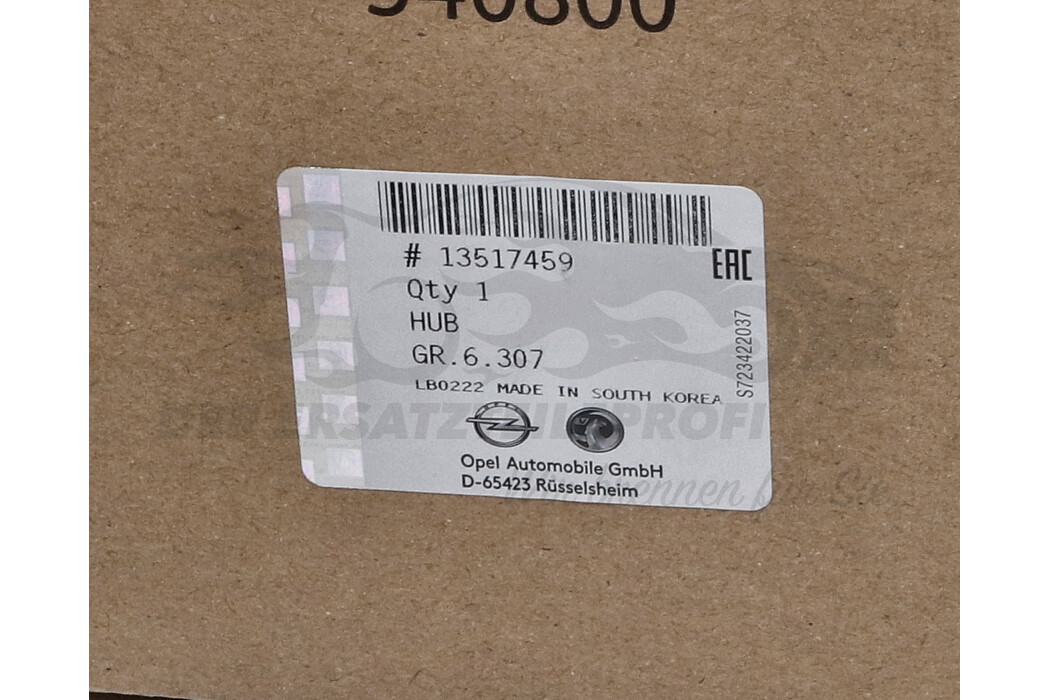 340800
# 13517459
EAC
Qty 1
HUB
GR.6.307
S723422037
LB0222 MADE IN SOUTH KOREA
Opel Automobile GmbH
D-65423 Rüsselsheim